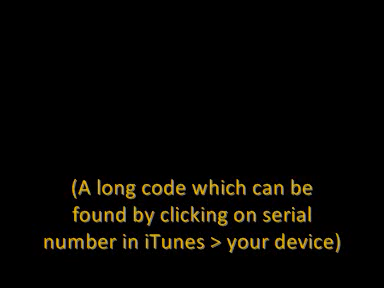 (A long code which can be
found by clicking on serial
number in iTunes > your device)